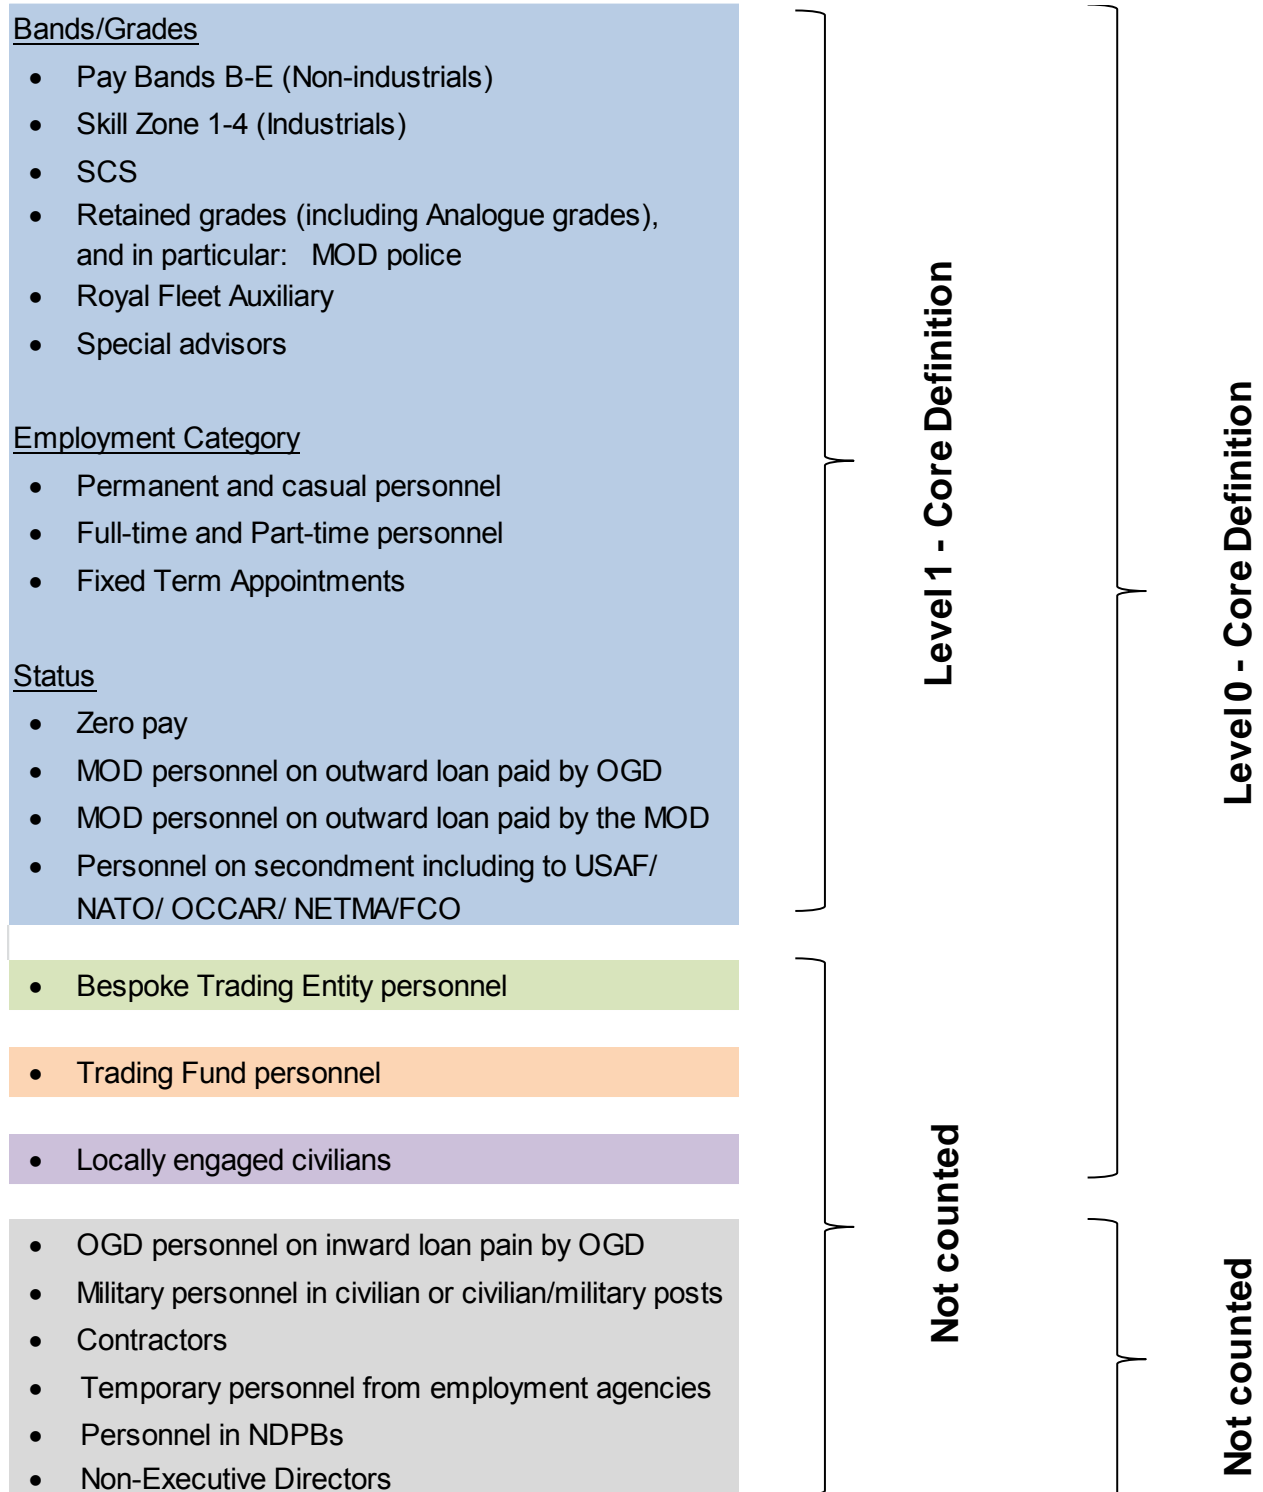 Bands/Grades
• Pay Bands B-E (Non-industrials)
• Skill Zone 1-4 (Industrials)
• SCS
• Retained grades (including Analogue grades),
and in particular: MOD police
• Royal Fleet Auxiliary
• Special advisors
Employment Category
• Permanent and casual personnel
• Full-time and Part-time personnel
• Fixed Term Appointments
Status
• Zero pay
• MOD personnel on outward loan paid by OGD
• MOD personnel on outward loan paid by the MOD
• Personnel on secondment including to USAF/
NATO/ OCCAR/ NETMA/FCO
• Bespoke Trading Entity personnel
• Trading Fund personnel
• Locally engaged civilians
• OGD personnel on inward loan pain by OGD
• Military personnel in civilian or civilian/military posts
• Contractors
• Temporary personnel from employment agencies
• Personnel in NDPBs
• Non-Executive Directors
Level 1 - Core Definition
Not counted
Level 0 - Core Definition
Not counted